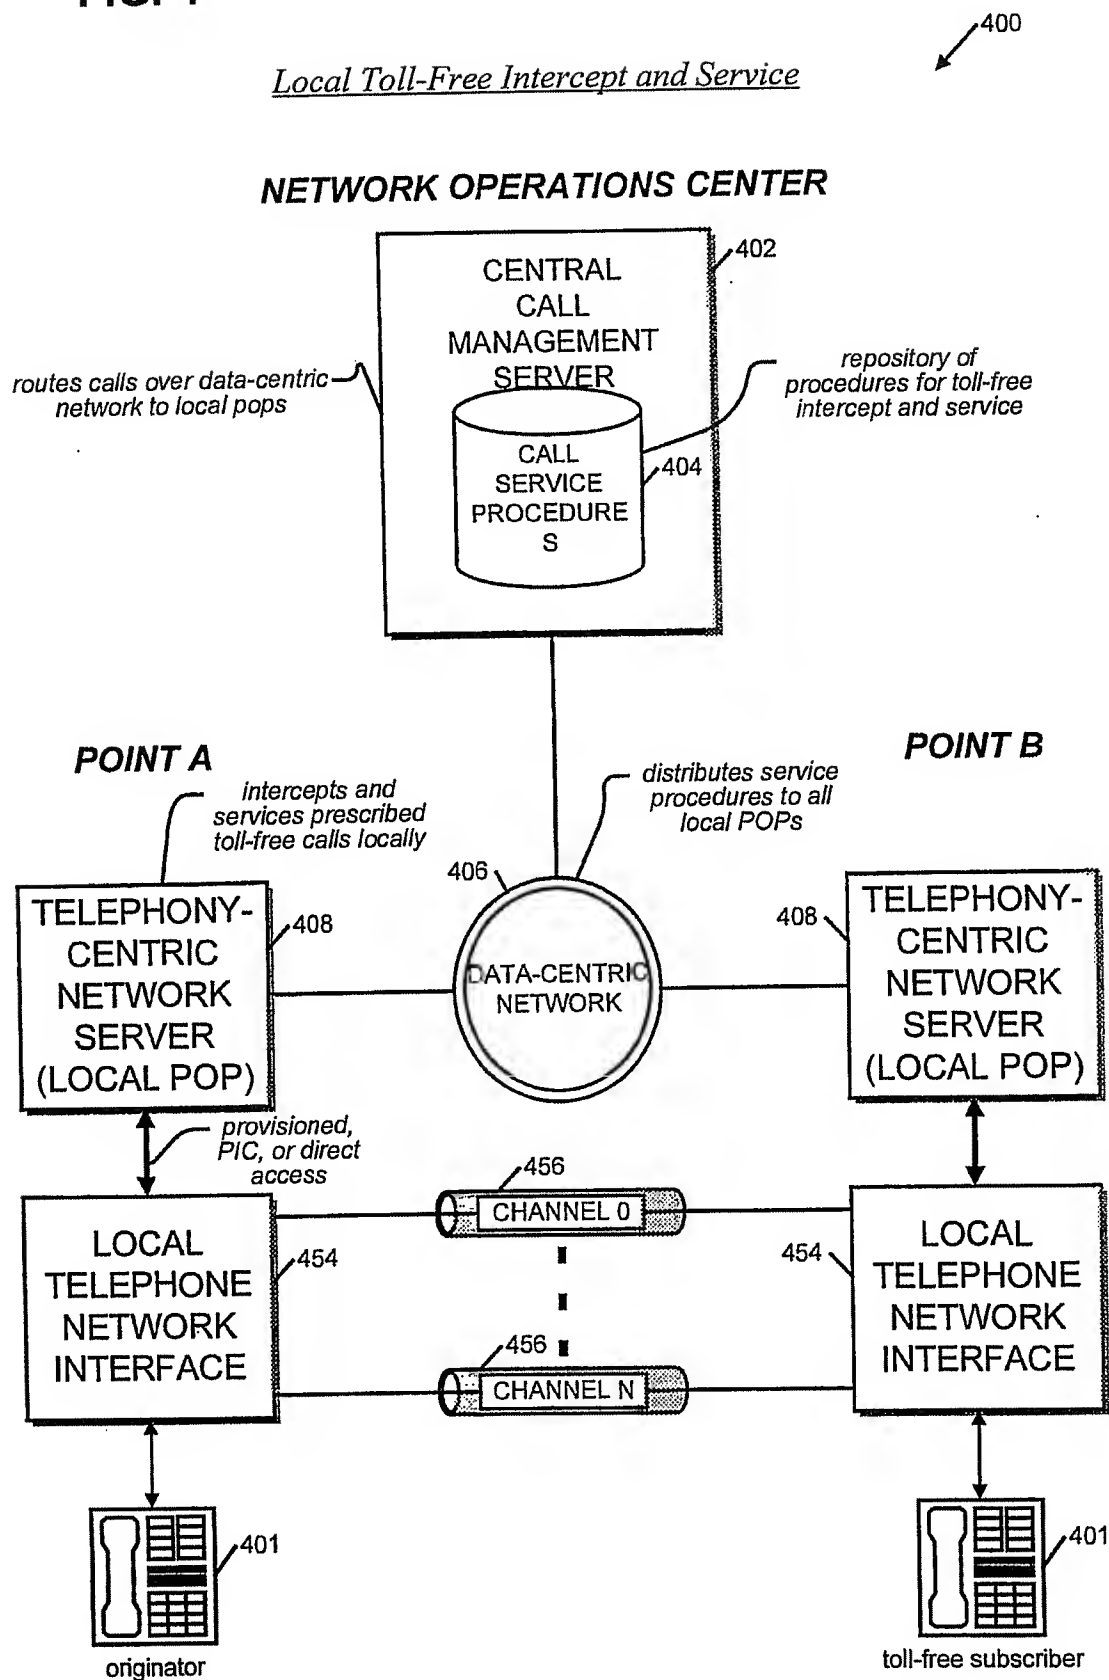 400
Local Toll-Free Intercept and Service
NETWORK OPERATIONS CENTER
402
CENTRAL
CALL
MANAGEMENT
SERVER
routes calls over data-centric
network to local pops
repository of
procedures for toll-free
intercept and service
CALL
SERVICE
PROCEDURE
S
404
POINT A
POINT B
intercepts and
services prescribed
toll-free calls locally
distributes service
procedures to all
local POPs
406
TELEPHONY-
CENTRIC
NETWORK
SERVER
(LOCAL POP)
408
DATA-CENTRIC
NETWORK
408
TELEPHONY-
CENTRIC
NETWORK
SERVER
(LOCAL POP)
provisioned,
PIC, or direct
access
456
CHANNEL 0
LOCAL
TELEPHONE
NETWORK
INTERFACE
454
454
LOCAL
TELEPHONE
NETWORK
INTERFACE
456
CHANNEL N
401
401
originator
toll-free subscriber